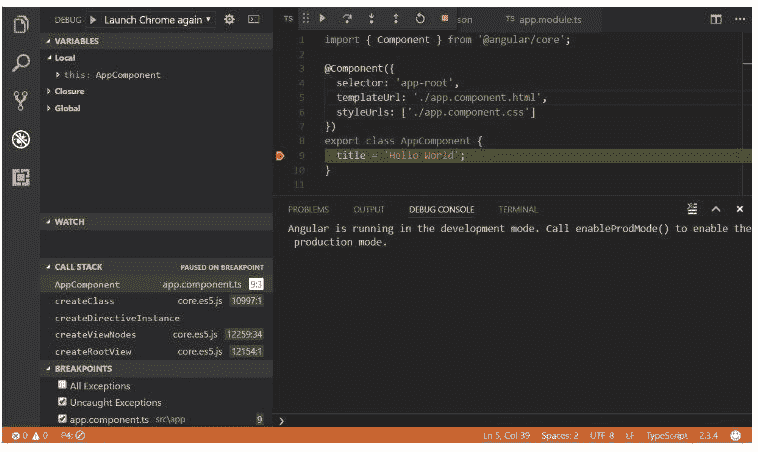 DEBUG Launch Chrome again
VARIABLES
Local
this: AppComponent
Closure
Global
WATCH
CALL STACK PAUSED ON BREAKPOINT
AppComponent app.component.ts 9:3
createClass core.es5.js 10997:1
createDirectiveInstance
createViewNodes core.es5.js 12259:34
createRootView core.es5.js 12154:1
BREAKPOINTS
All Exceptions
Uncaught Exceptions
app.component.ts src\app 9
TS son TS app.module.ts
1 import { Component } from '@angular/core';
2
3 @Component({
4 selector: 'app-root',
5 templateUrl: './app.component.html',
6 styleUrls: ['./app.component.css']
7 })
8 export class AppComponent {
9 title = 'Hello World';
10 }
11
PROBLEMS OUTPUT DEBUG CONSOLE TERMINAL
Angular is running in the development mode. Call enableProdMode() to enable the
production mode.
0 0 Ln 5, Col 39 Spaces: 2 UTF-8 LF TypeScript 2.3.4